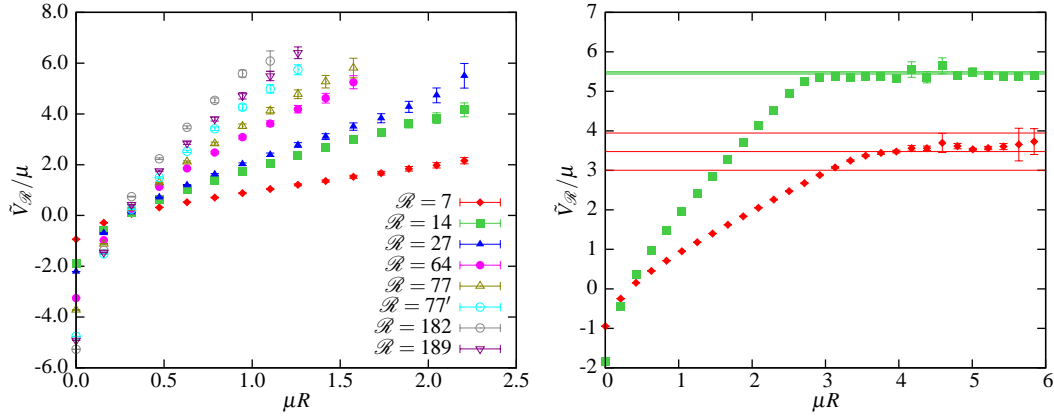 8.0
6.0
4.0
2.0
0.0
-2.0
-4.0
-6.0
0.0 0.5 1.0 1.5 2.0 2.5
Ṽ_ℛ/μ
μR
ℛ = 7
ℛ = 14
ℛ = 27
ℛ = 64
ℛ = 77
ℛ = 77′
ℛ = 182
ℛ = 189
7
6
5
4
3
2
1
0
-1
-2
0 1 2 3 4 5 6
Ṽ_ℛ/μ
μR